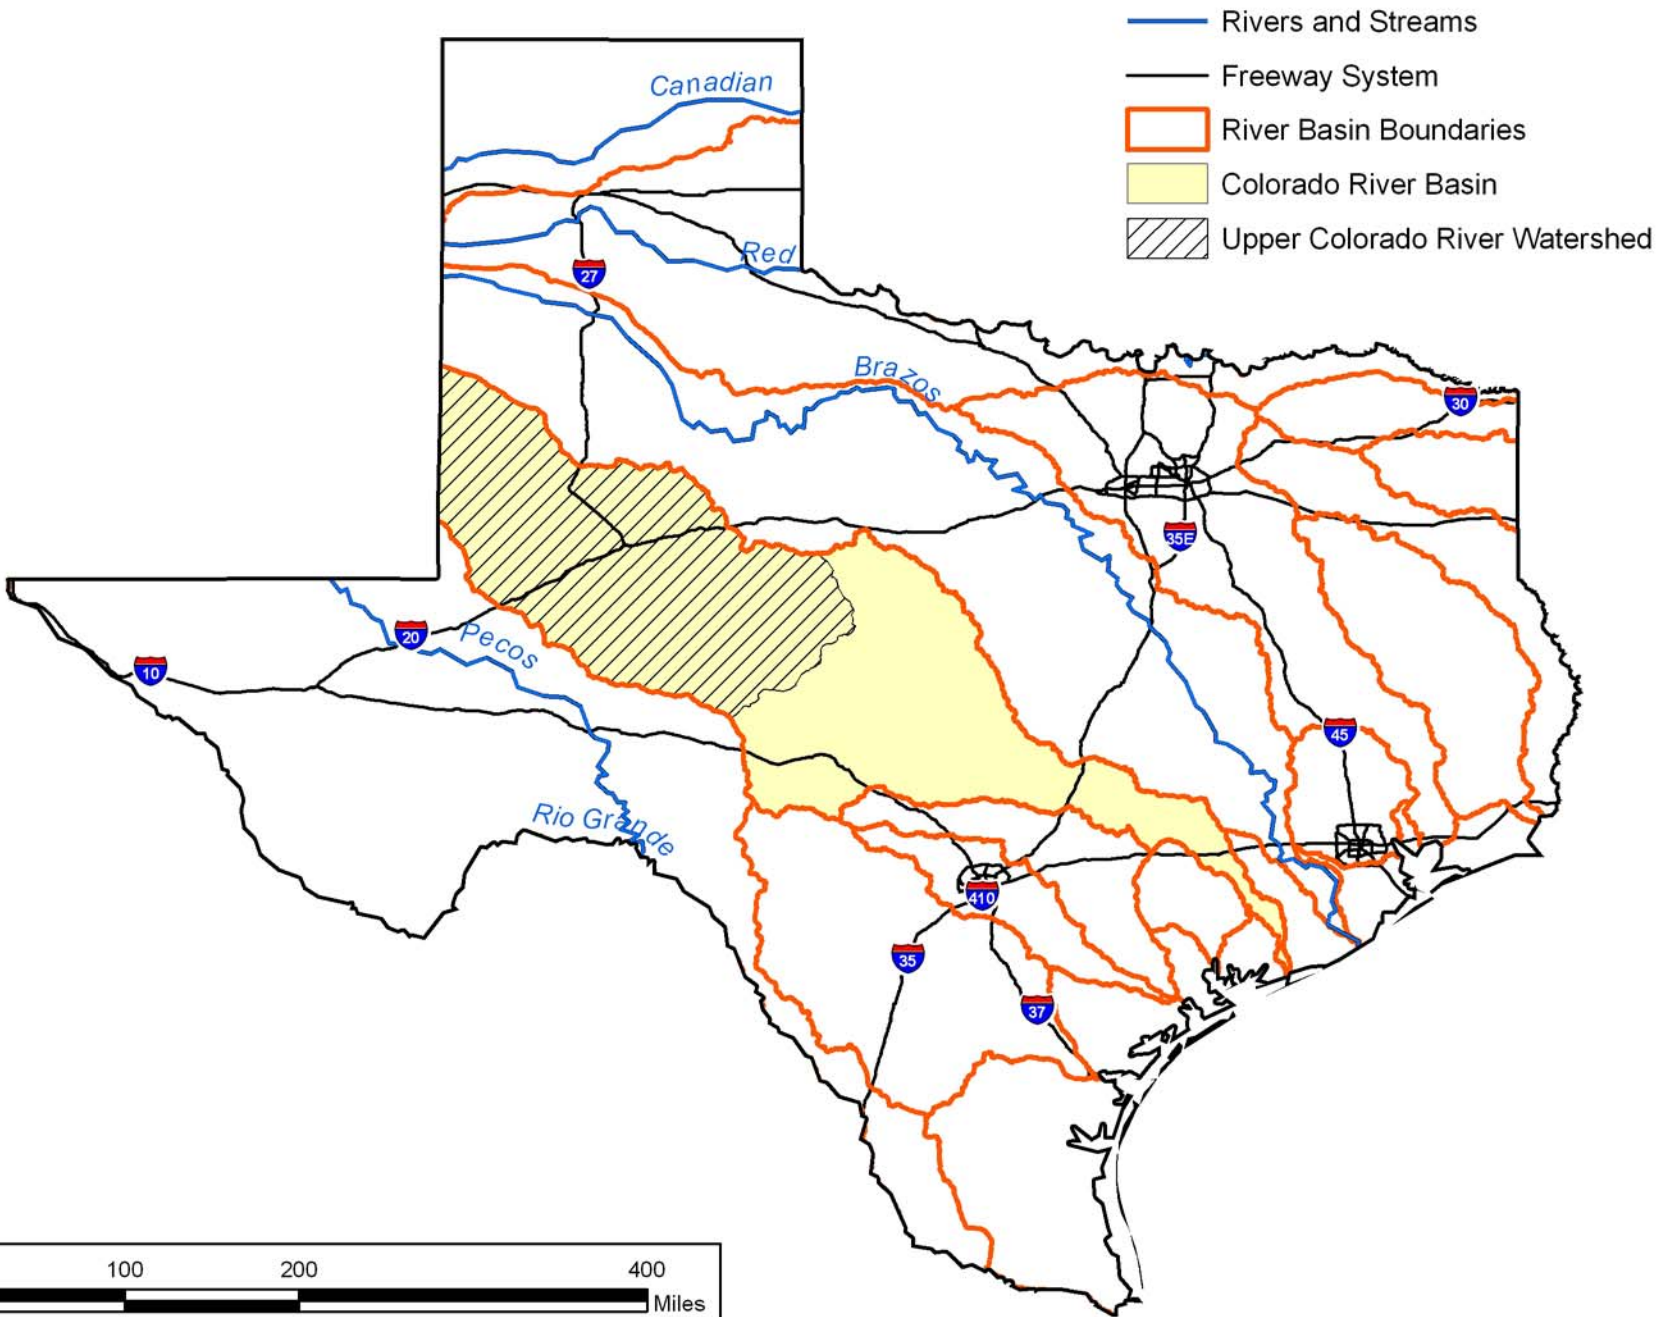 Rivers and Streams
Freeway System
River Basin Boundaries
Colorado River Basin
Upper Colorado River Watershed
Canadian
Red
27
Brazos
30
35E
20
Pecos
10
45
Rio Grande
410
35
37
100 200 400
Miles